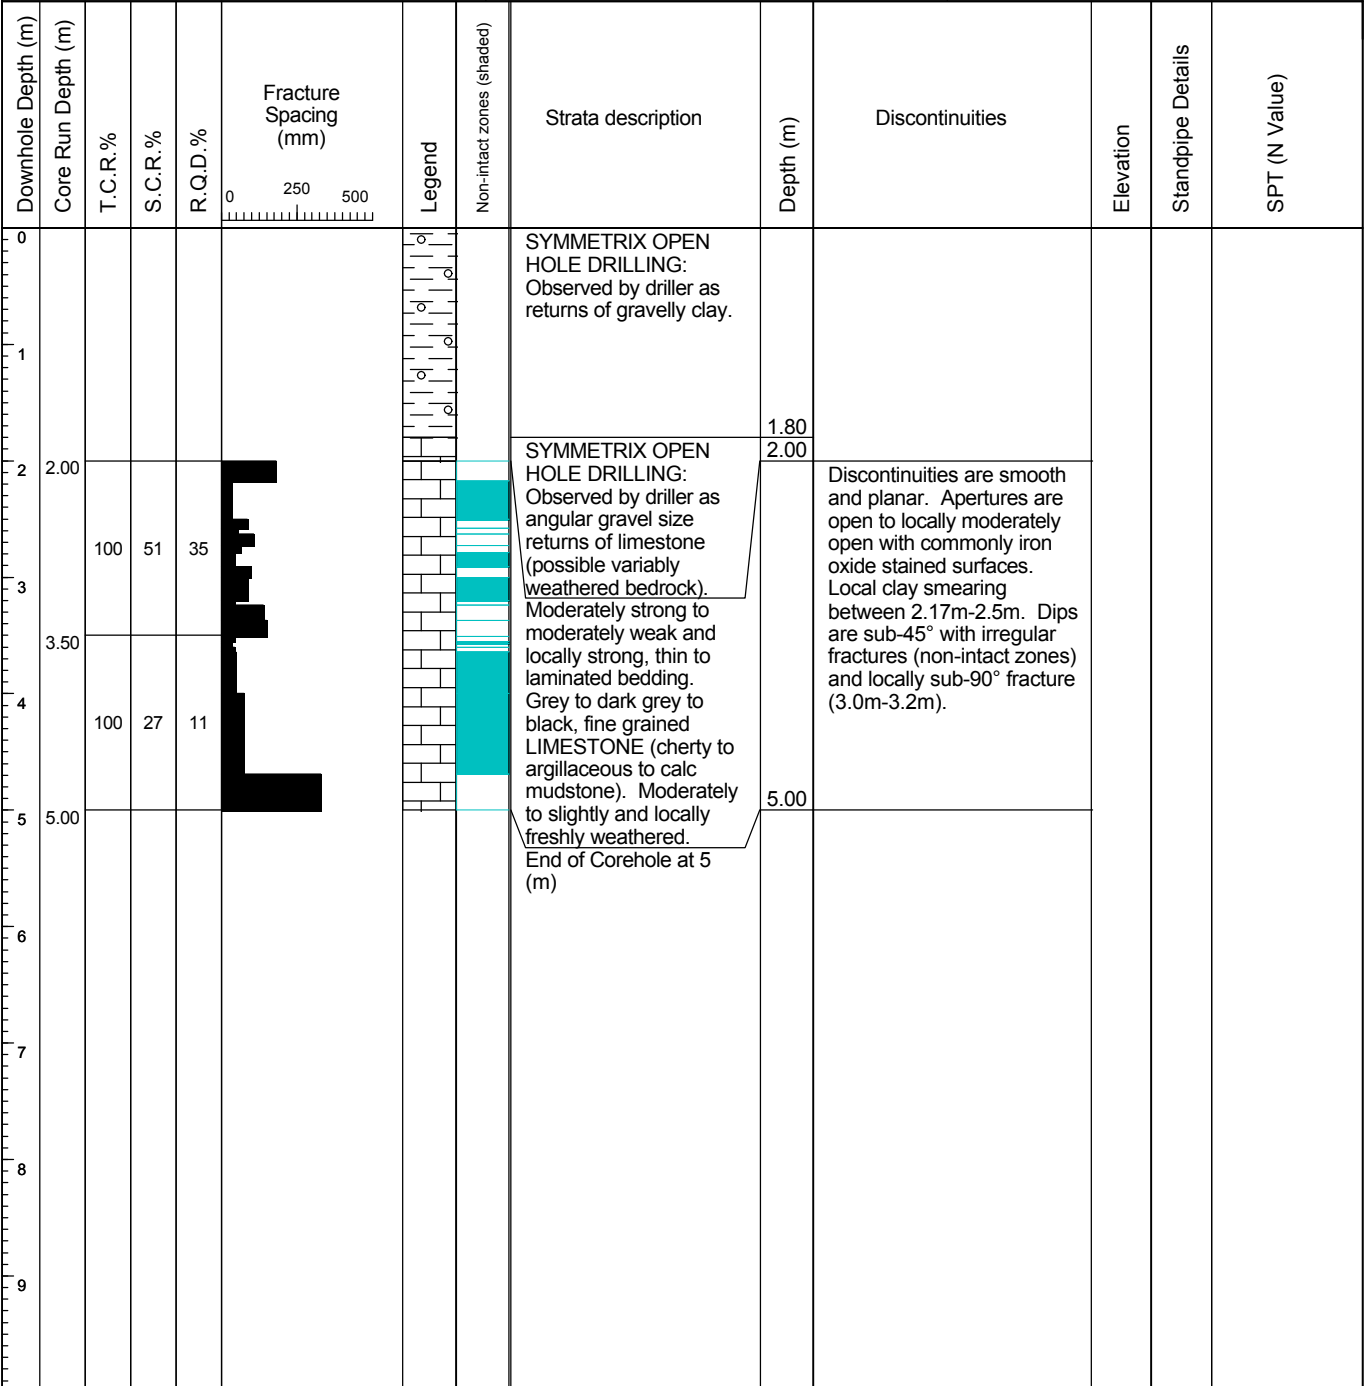 Downhole Depth (m)
Core Run Depth (m)
T.C.R.%
S.C.R.%
R.Q.D.%
Fracture
Spacing
(mm)
0 250 500
Legend
Non-intact zones (shaded)
Strata description
Depth (m)
Discontinuities
Elevation
Standpipe Details
SPT (N Value)
0
SYMMETRIX OPEN
HOLE DRILLING:
Observed by driller as
returns of gravelly clay.
1
1.80
SYMMETRIX OPEN
HOLE DRILLING:
Observed by driller as
angular gravel size
returns of limestone
(possible variably
weathered bedrock).
2.00
2 2.00
100 51 35
Discontinuities are smooth
and planar. Apertures are
open to locally moderately
open with commonly iron
oxide stained surfaces.
Local clay smearing
between 2.17m-2.5m. Dips
are sub-45° with irregular
fractures (non-intact zones)
and locally sub-90° fracture
(3.0m-3.2m).
3
Moderately strong to
moderately weak and
locally strong, thin to
laminated bedding.
Grey to dark grey to
black, fine grained
LIMESTONE (cherty to
argillaceous to calc
mudstone). Moderately
to slightly and locally
freshly weathered.
3.50
4
100 27 11
5.00
5 5.00
End of Corehole at 5
(m)
6
7
8
9